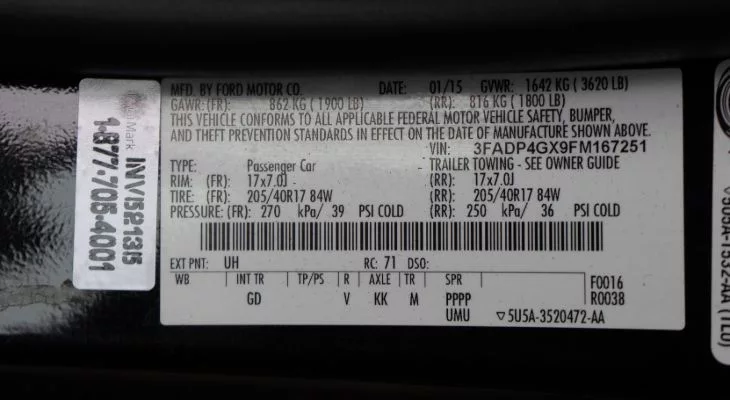 MFD. BY FORD MOTOR CO. DATE: 01/15 GVWR: 1642 KG ( 3620 LB)
GAWR: (FR): 862 KG ( 1900 LB) (RR): 816 KG ( 1800 LB)
THIS VEHICLE CONFORMS TO ALL APPLICABLE FEDERAL MOTOR VEHICLE SAFETY, BUMPER,
AND THEFT PREVENTION STANDARDS IN EFFECT ON THE DATE OF MANUFACTURE SHOWN ABOVE.
VIN: 3FADP4GX9FM167251
TYPE: Passenger Car TRAILER TOWING - SEE OWNER GUIDE
RIM: (FR) 17x7.0J (RR): 17x7.0J
TIRE: (FR) 205/40R17 84W (RR): 205/40R17 84W
PRESSURE: (FR) 270 kPa/ 39 PSI COLD (RR): 250 kPa/ 36 PSI COLD
EXT PNT: UH RC: 71 DSO:
WB INT TR TP/PS R AXLE TR SPR F0016
GD V KK M PPPP R0038
UMU ▽5U5A-3520472-AA
Mark
INV1521315
1-877-705-4001